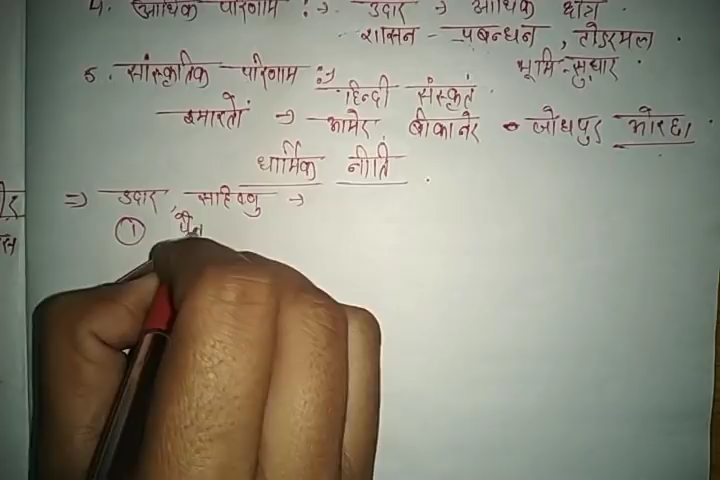 4. आर्थिक परिणाम :→ उदार → आर्थिक क्षेत्र
शासन - प्रबन्धन , टोडरमल .
भूमि-सुधार .
5. सांस्कृतिक परिणाम :→ हिन्दी संस्कृत .
इमारतों → आमेर बीकानेर - जोधपुर ओरछा .
धार्मिक नीति .
⇒ उदार , सहिष्णु →
①